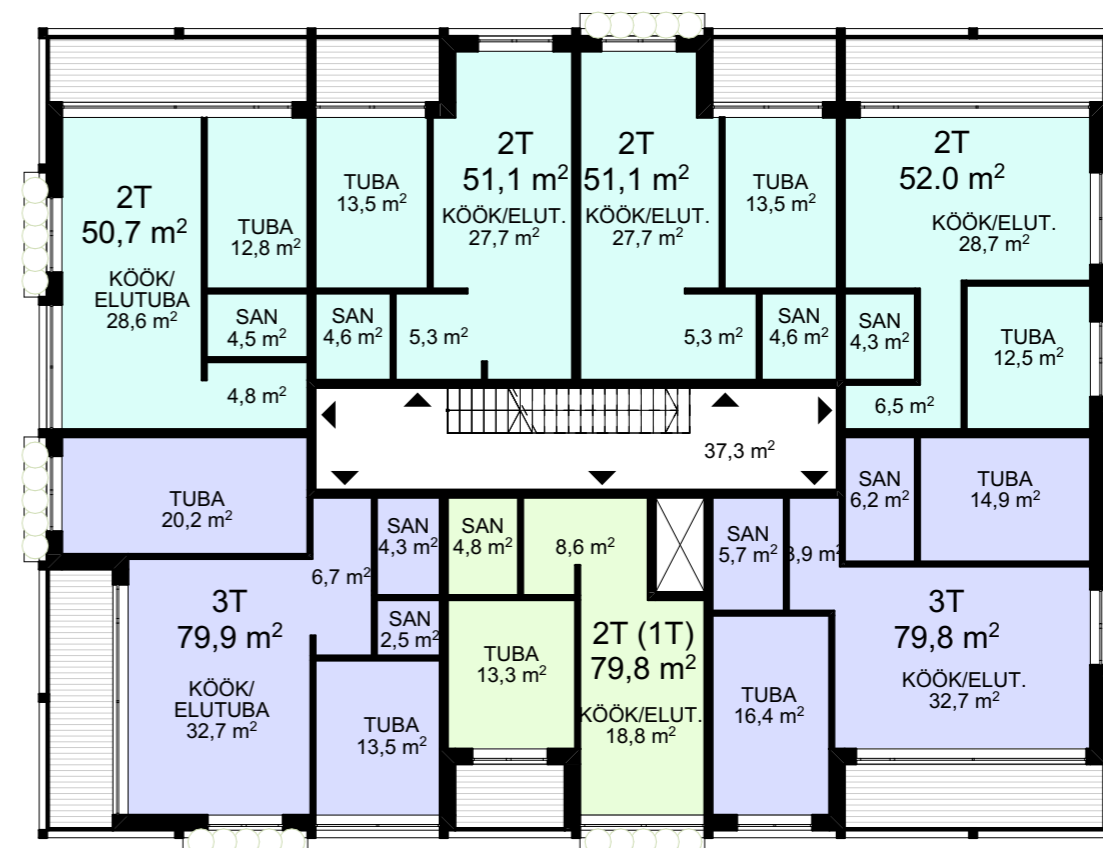 2T
50,7 m²
KÖÖK/
ELUTUBA
28,6 m²
TUBA
12,8 m²
SAN
4,5 m²
4,8 m²
TUBA
13,5 m²
SAN
4,6 m²
5,3 m²
2T
51,1 m²
KÖÖK/ELUT.
27,7 m²
2T
51,1 m²
KÖÖK/ELUT.
27,7 m²
TUBA
13,5 m²
5,3 m²
SAN
4,6 m²
2T
52.0 m²
KÖÖK/ELUT.
28,7 m²
SAN
4,3 m²
TUBA
12,5 m²
6,5 m²
37,3 m²
TUBA
20,2 m²
3T
79,9 m²
KÖÖK/
ELUTUBA
32,7 m²
6,7 m²
SAN
4,3 m²
SAN
2,5 m²
TUBA
13,5 m²
SAN
4,8 m²
8,6 m²
TUBA
13,3 m²
2T (1T)
79,8 m²
KÖÖK/ELUT.
18,8 m²
SAN
5,7 m²
TUBA
16,4 m²
SAN
6,2 m²
TUBA
14,9 m²
3T
79,8 m²
KÖÖK/ELUT.
32,7 m²